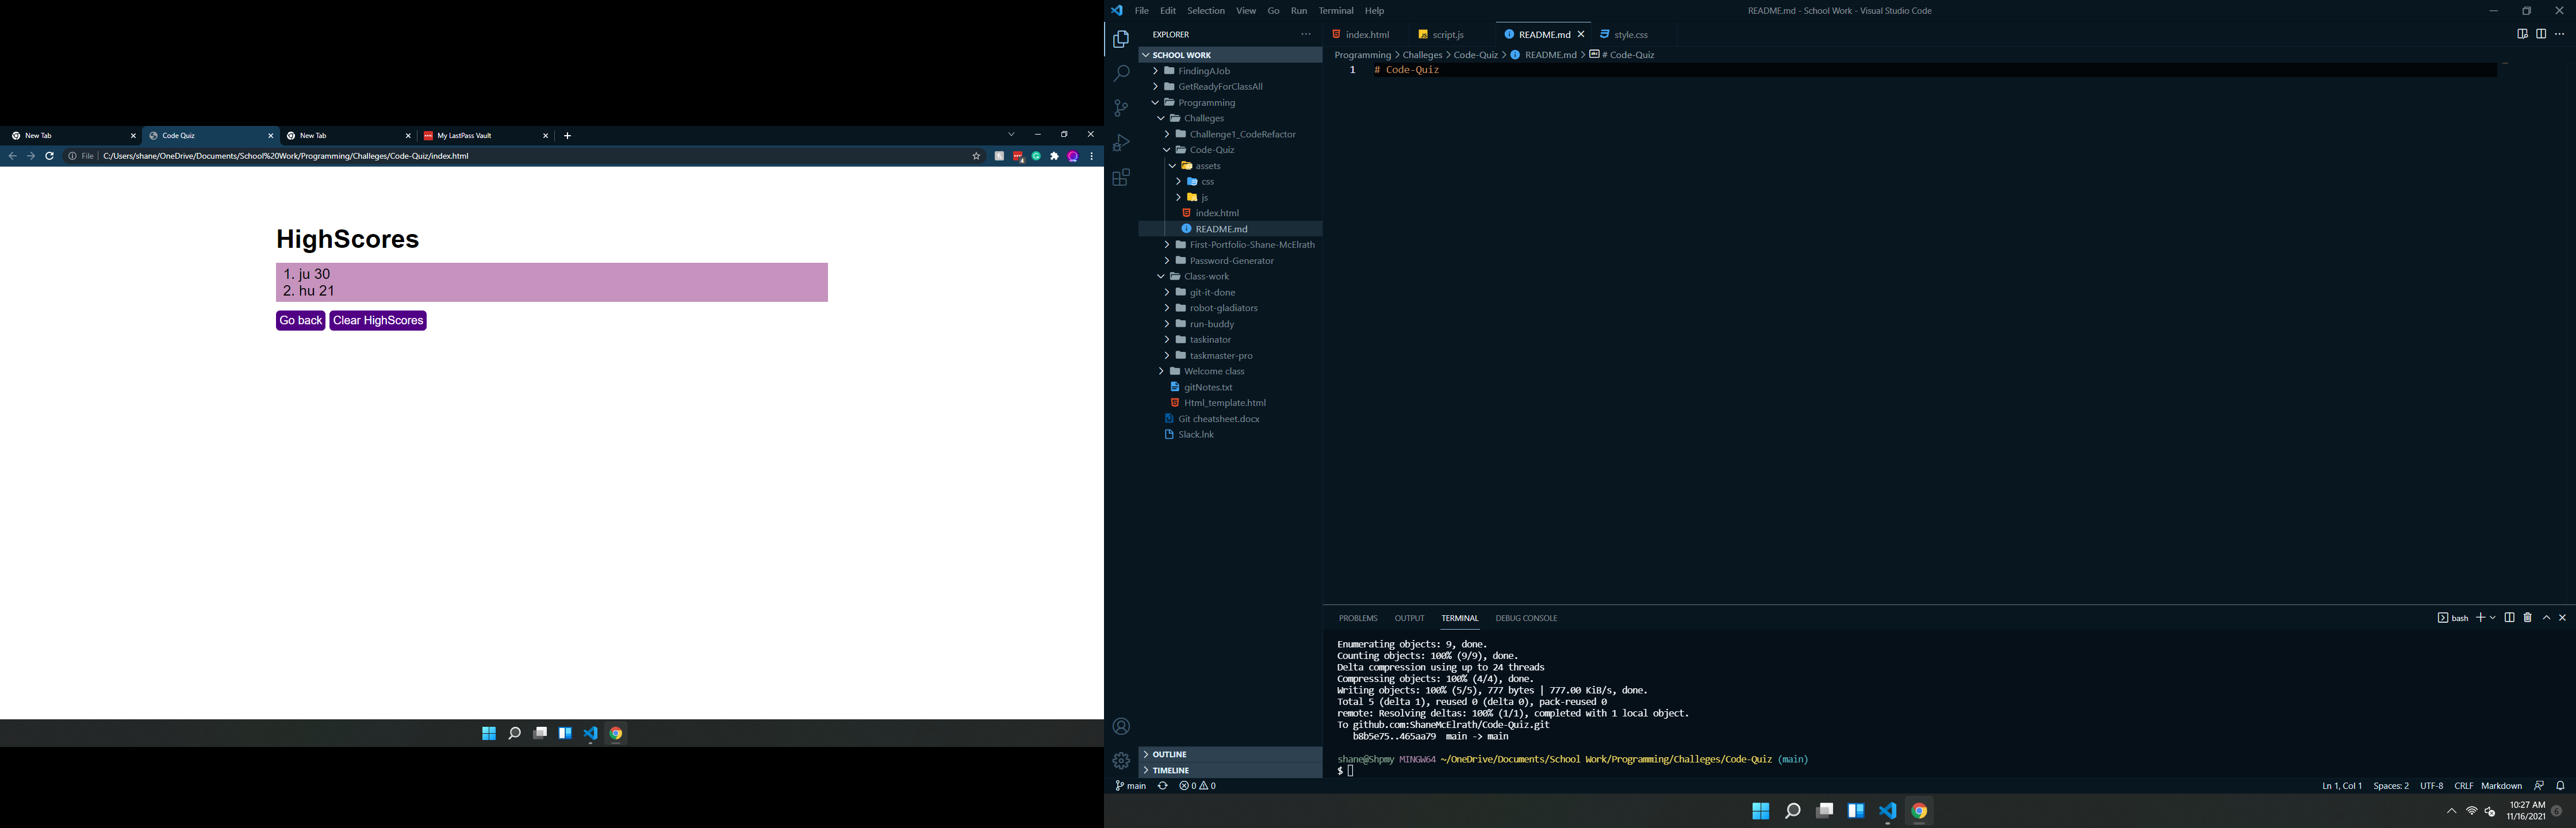 New Tab
Code Quiz
New Tab
My LastPass Vault
File
C:/Users/shane/OneDrive/Documents/School%20Work/Programming/Challeges/Code-Quiz/index.html
HighScores
1. ju 30
2. hu 21
Go back
Clear HighScores
File Edit Selection View Go Run Terminal Help
README.md - School Work - Visual Studio Code
EXPLORER
SCHOOL WORK
FindingAJob
GetReadyForClassAll
Programming
Challeges
Challenge1_CodeRefactor
Code-Quiz
assets
css
js
index.html
README.md
First-Portfolio-Shane-McElrath
Password-Generator
Class-work
git-it-done
robot-gladiators
run-buddy
taskinator
taskmaster-pro
Welcome class
gitNotes.txt
Html_template.html
Git cheatsheet.docx
Slack.lnk
OUTLINE
TIMELINE
index.html
script.js
README.md
style.css
Programming > Challeges > Code-Quiz > README.md > # Code-Quiz
1 # Code-Quiz
PROBLEMS OUTPUT TERMINAL DEBUG CONSOLE
bash
Enumerating objects: 9, done.
Counting objects: 100% (9/9), done.
Delta compression using up to 24 threads
Compressing objects: 100% (4/4), done.
Writing objects: 100% (5/5), 777 bytes | 777.00 KiB/s, done.
Total 5 (delta 1), reused 0 (delta 0), pack-reused 0
remote: Resolving deltas: 100% (1/1), completed with 1 local object.
To github.com:ShaneMcElrath/Code-Quiz.git
b8b5e75..465aa79 main -> main
shane@Shpmy MINGW64 ~/OneDrive/Documents/School Work/Programming/Challeges/Code-Quiz (main)
$
main
0 0
Ln 1, Col 1 Spaces: 2 UTF-8 CRLF Markdown
10:27 AM
11/16/2021
6